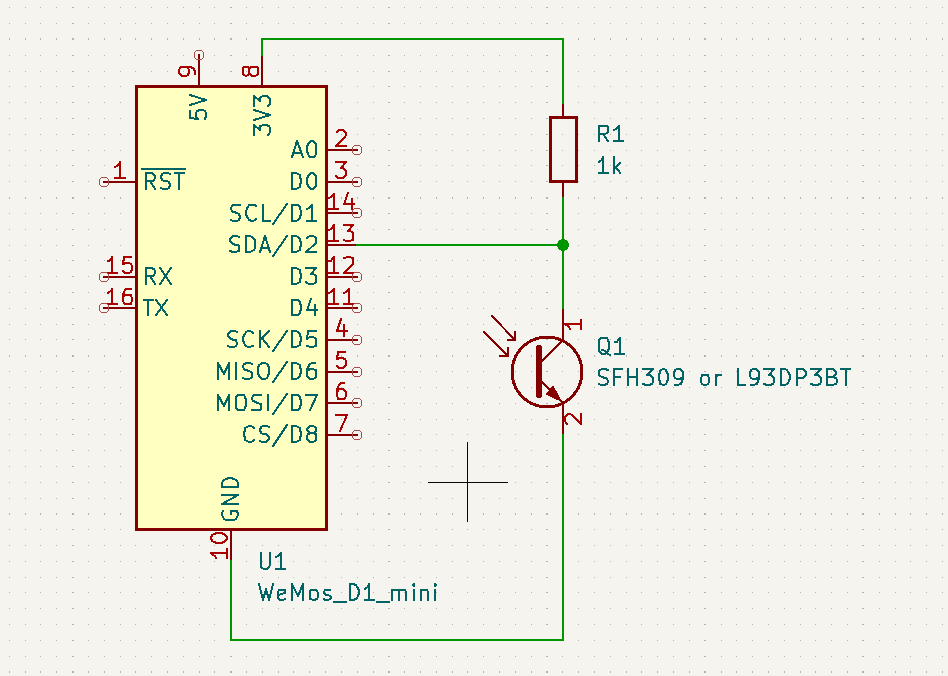 9
8
5V
3V3
A0
2
1
RST
D0
3
SCL/D1
14
SDA/D2
13
15
RX
D3
12
16
TX
D4
11
SCK/D5
4
MISO/D6
5
MOSI/D7
6
CS/D8
7
GND
10
U1
WeMos_D1_mini
R1
1k
1
Q1
SFH309 or L93DP3BT
2